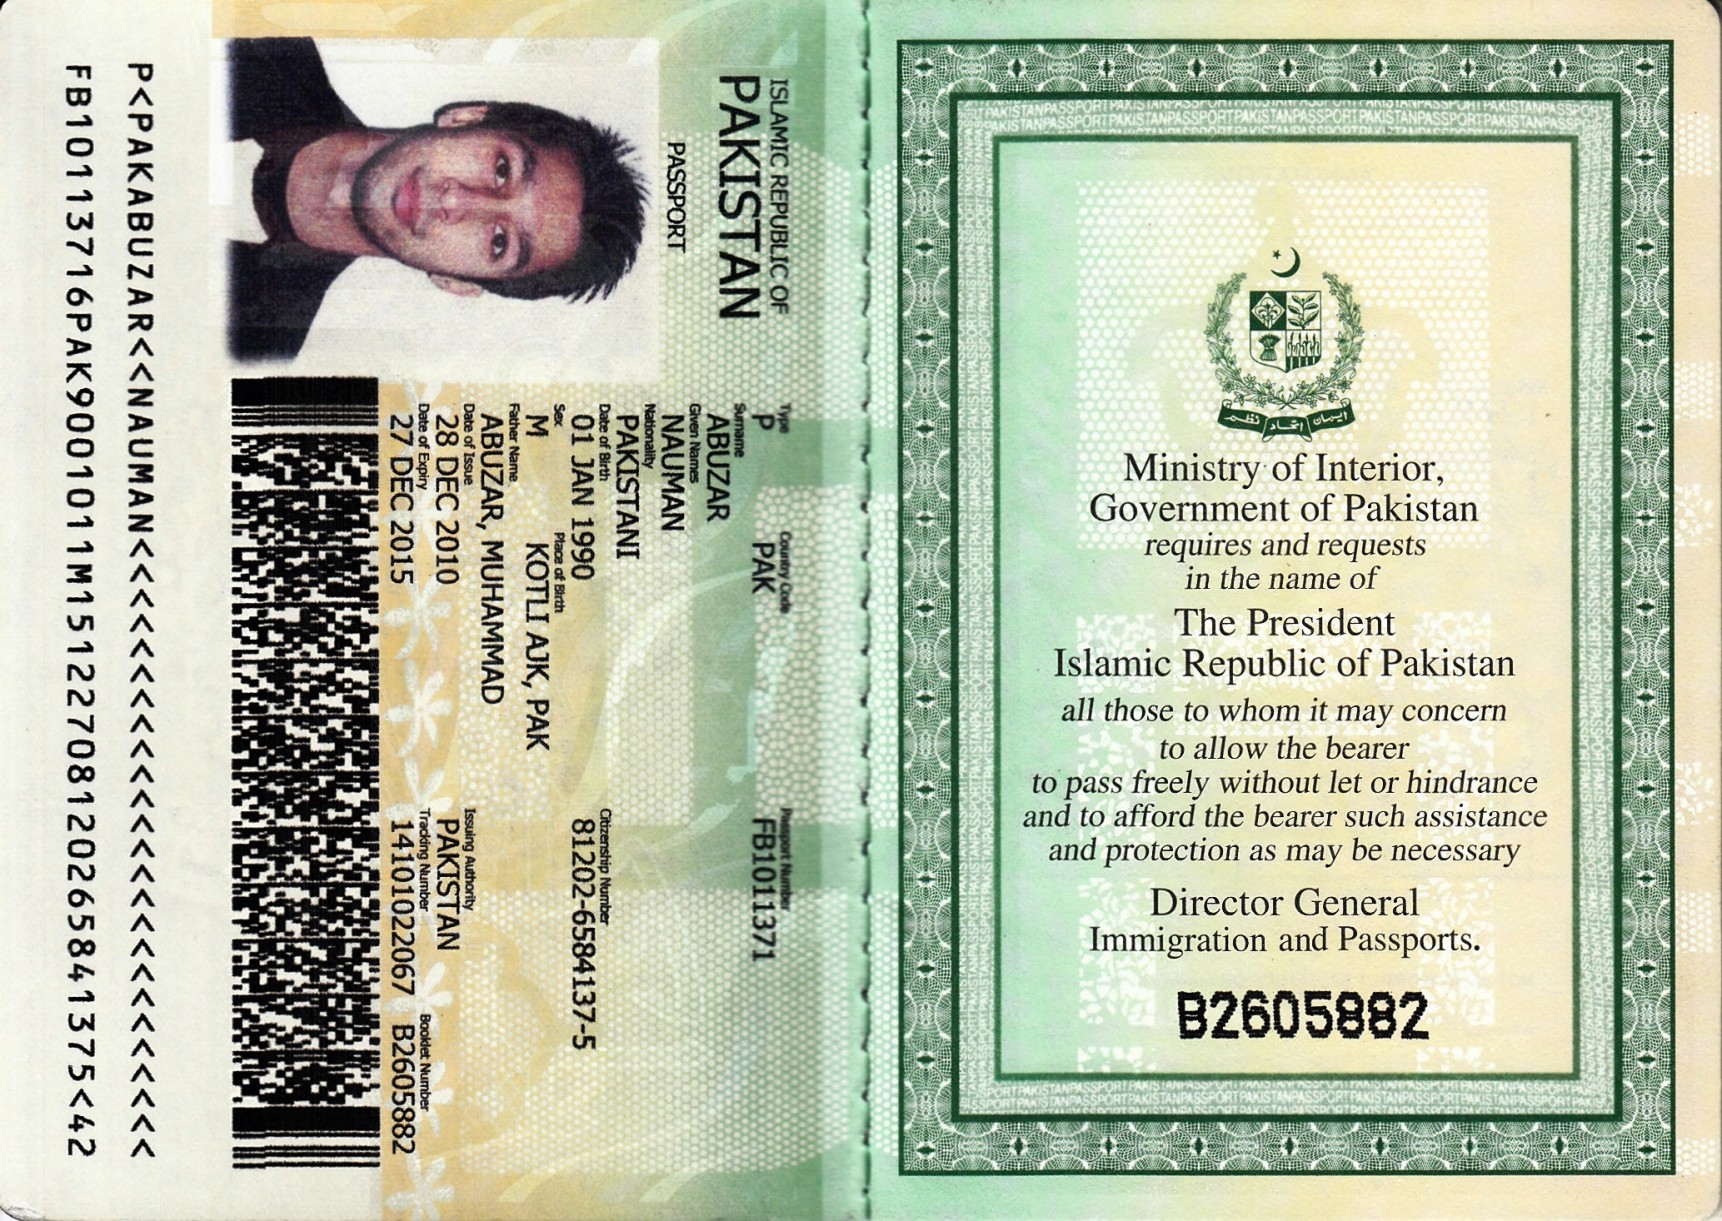 ISLAMIC REPUBLIC OF
PAKISTAN
PASSPORT
Type Country Code Passport Number
P PAK FB1011371
Surname
ABUZAR
Given Names
NAUMAN
Nationality
PAKISTANI
Date of Birth Citizenship Number
01 JAN 1990 81202-6584137-5
Sex Place of Birth
M KOTLI AJK, PAK
Father Name
ABUZAR, MUHAMMAD
Date of Issue Issuing Authority
28 DEC 2010 PAKISTAN
Date of Expiry Tracking Number Booklet Number
27 DEC 2015 14101022067 B2605882
P<PAKABUZAR<<NAUMAN<<<<<<<<<<<<<<<<<<<<<<<<<
FB10113716PAK9001011M15122708120265841375<42
ایمان اتحاد نظم
Ministry of Interior,
Government of Pakistan
requires and requests
in the name of
The President
Islamic Republic of Pakistan
all those to whom it may concern
to allow the bearer
to pass freely without let or hindrance
and to afford the bearer such assistance
and protection as may be necessary
Director General
Immigration and Passports.
B2605882